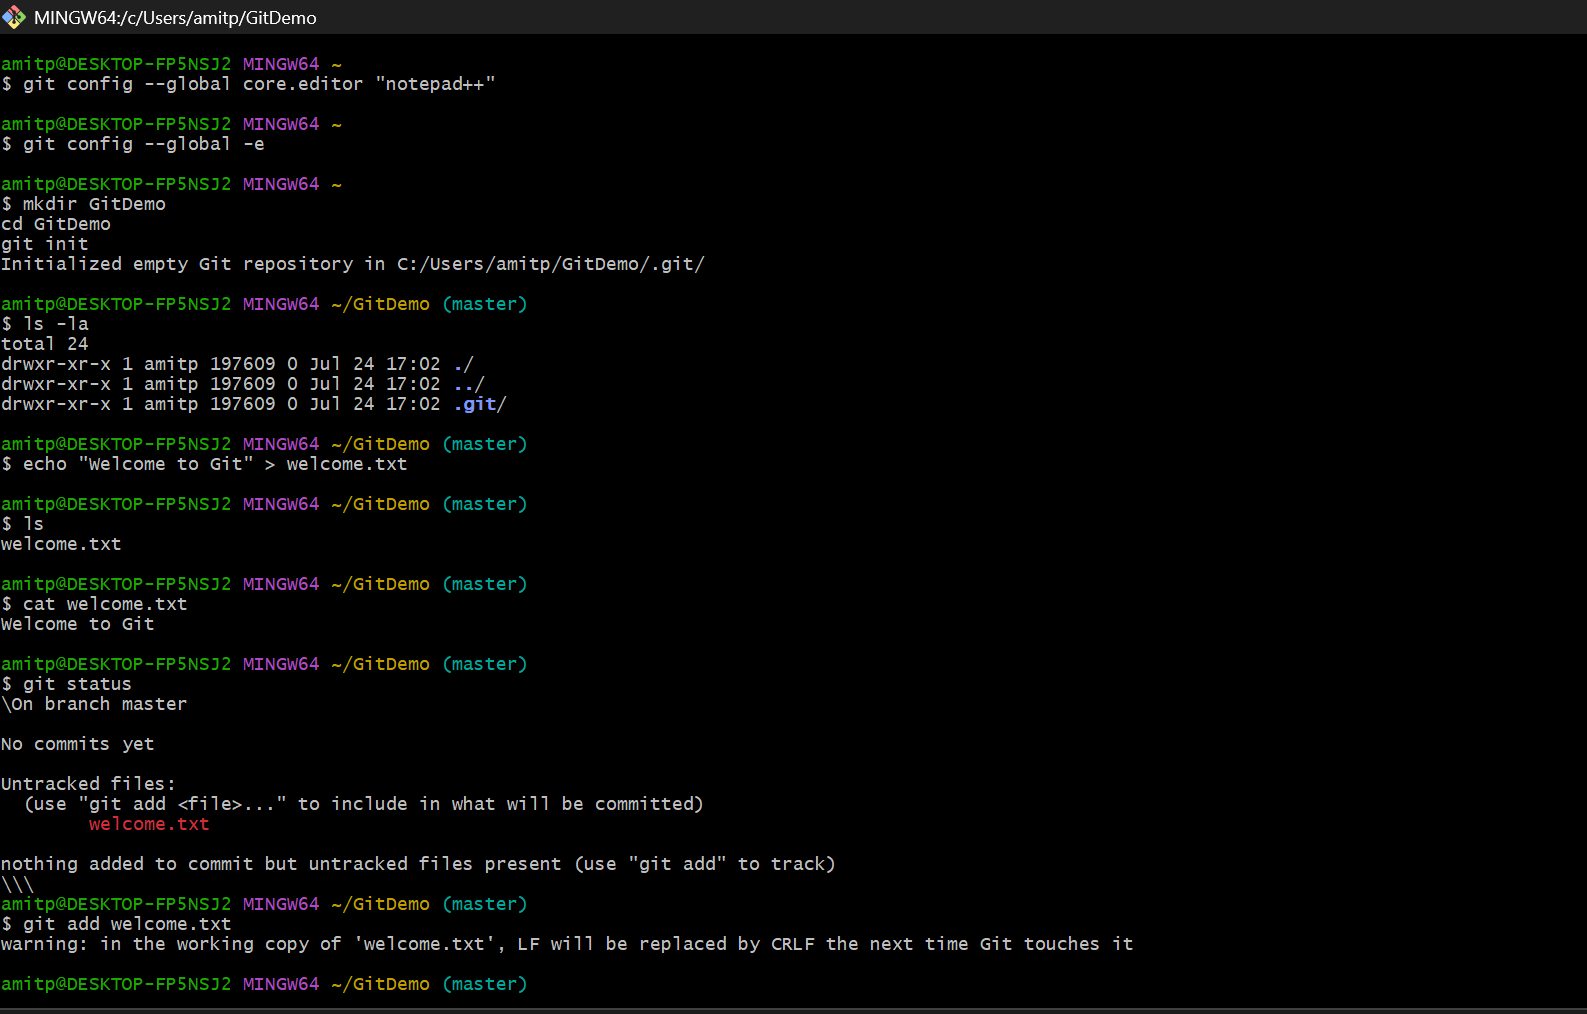 MINGW64:/c/Users/amitp/GitDemo
amitp@DESKTOP-FP5NSJ2 MINGW64 ~
$ git config --global core.editor "notepad++"
amitp@DESKTOP-FP5NSJ2 MINGW64 ~
$ git config --global -e
amitp@DESKTOP-FP5NSJ2 MINGW64 ~
$ mkdir GitDemo
cd GitDemo
git init
Initialized empty Git repository in C:/Users/amitp/GitDemo/.git/
amitp@DESKTOP-FP5NSJ2 MINGW64 ~/GitDemo (master)
$ ls -la
total 24
drwxr-xr-x 1 amitp 197609 0 Jul 24 17:02 ./
drwxr-xr-x 1 amitp 197609 0 Jul 24 17:02 ../
drwxr-xr-x 1 amitp 197609 0 Jul 24 17:02 .git/
amitp@DESKTOP-FP5NSJ2 MINGW64 ~/GitDemo (master)
$ echo "Welcome to Git" > welcome.txt
amitp@DESKTOP-FP5NSJ2 MINGW64 ~/GitDemo (master)
$ ls
welcome.txt
amitp@DESKTOP-FP5NSJ2 MINGW64 ~/GitDemo (master)
$ cat welcome.txt
Welcome to Git
amitp@DESKTOP-FP5NSJ2 MINGW64 ~/GitDemo (master)
$ git status
\On branch master
No commits yet
Untracked files:
(use "git add <file>..." to include in what will be committed)
welcome.txt
nothing added to commit but untracked files present (use "git add" to track)
\\\
amitp@DESKTOP-FP5NSJ2 MINGW64 ~/GitDemo (master)
$ git add welcome.txt
warning: in the working copy of 'welcome.txt', LF will be replaced by CRLF the next time Git touches it
amitp@DESKTOP-FP5NSJ2 MINGW64 ~/GitDemo (master)